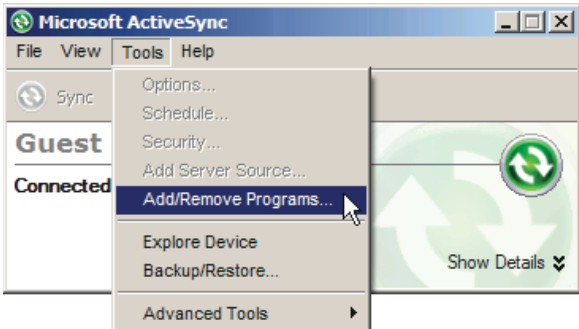 Microsoft ActiveSync
File View Tools Help
Sync
Options...
Schedule...
Security...
Add Server Source...
Add/Remove Programs...
Explore Device
Backup/Restore...
Advanced Tools
Guest
Connected
Show Details